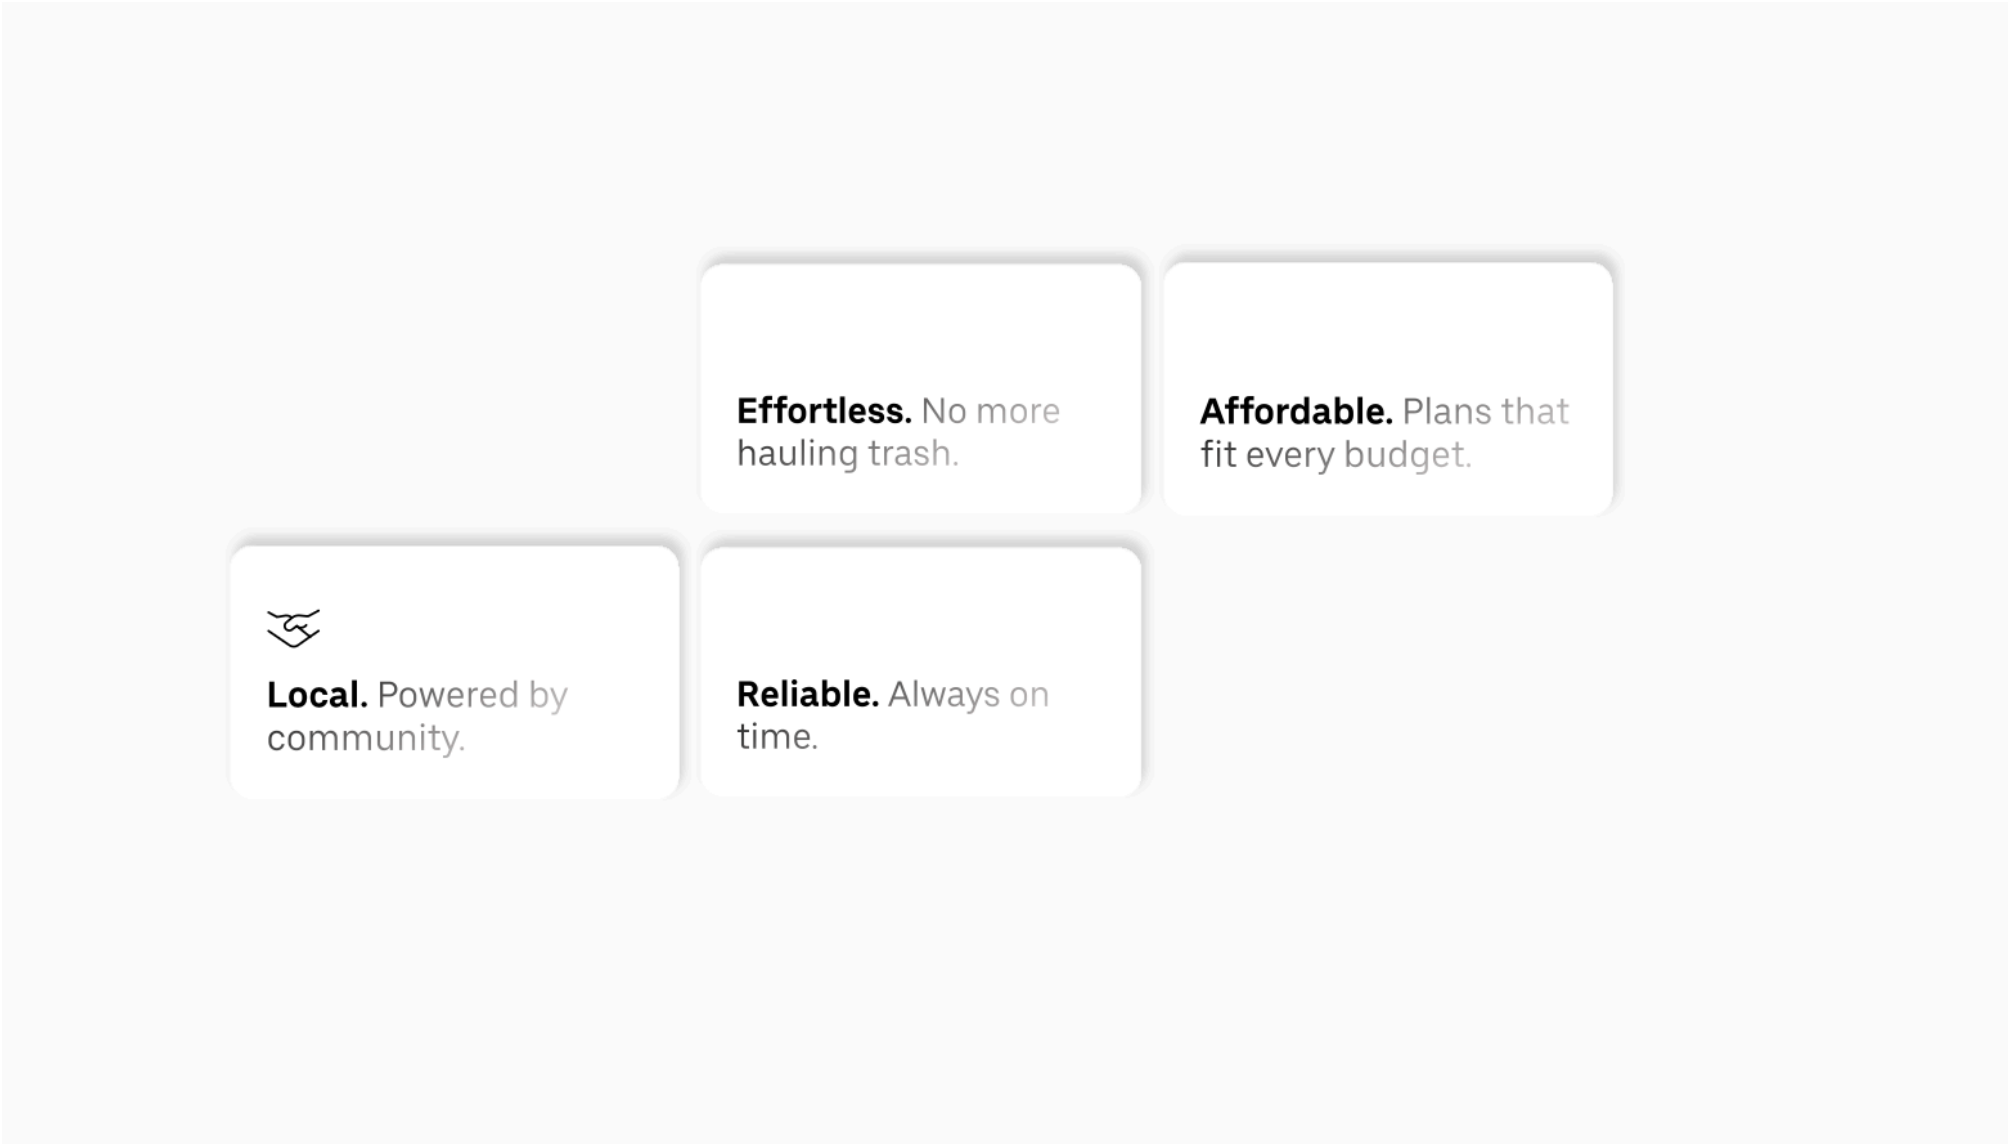 Effortless. No more
hauling trash.
Affordable. Plans that
fit every budget.
Local. Powered by
community.
Reliable. Always on
time.